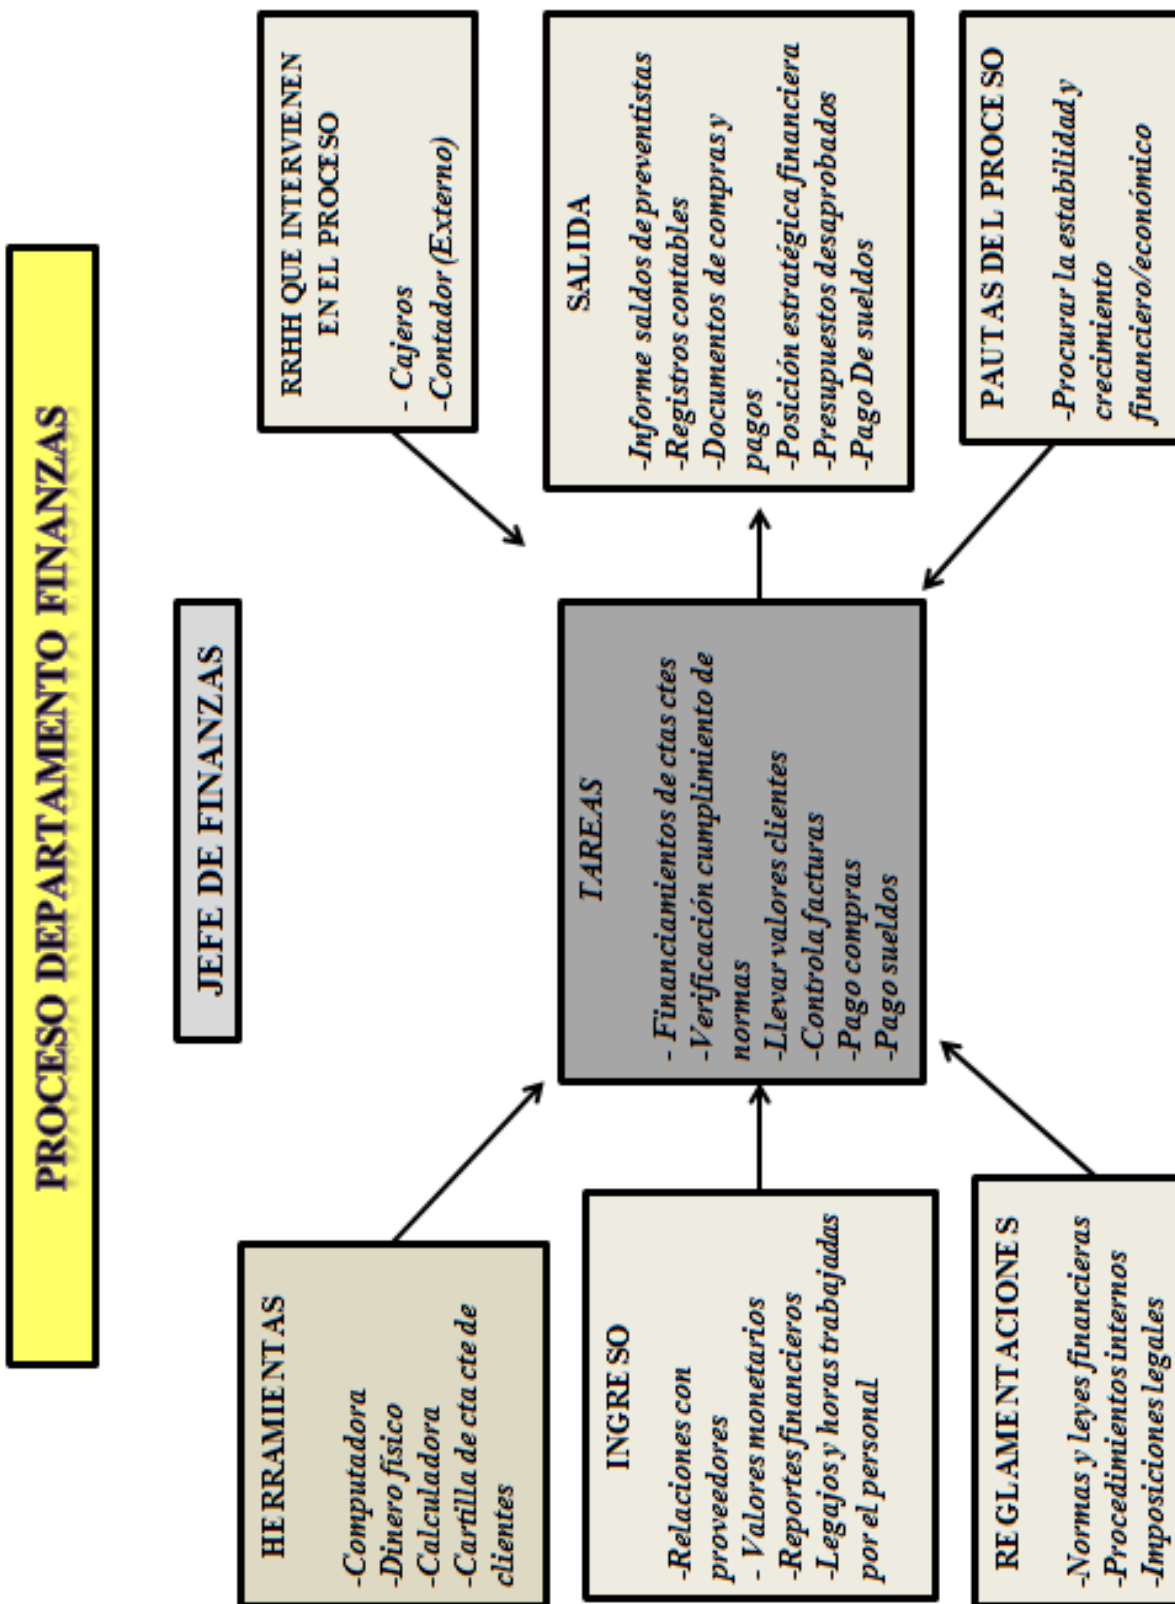 PROCESO DEPARTAMENTO FINANZAS
JEFE DE FINANZAS
HERRAMIENTAS
-Computadora
-Dinero físico
-Calculadora
-Cartilla de cta cte de
clientes
RRHH QUE INTERVIENEN
EN EL PROCESO
- Cajeros
-Contador (Externo)
INGRESO
-Relaciones con
proveedores
- Valores monetarios
-Reportes financieros
-Legajos y horas trabajadas
por el personal
TAREAS
- Financiamientos de ctas ctes
-Verificación cumplimiento de
normas
-Llevar valores clientes
-Controla facturas
-Pago compras
-Pago sueldos
SALIDA
-Informe saldos de preventistas
-Registros contables
-Documentos de compras y
pagos
-Posición estratégica financiera
-Presupuestos desaprobados
-Pago De sueldos
REGLAMENTACIONES
-Normas y leyes financieras
-Procedimientos internos
-Imposiciones legales
PAUTAS DEL PROCESO
-Procurar la estabilidad y
crecimiento
financiero/económico